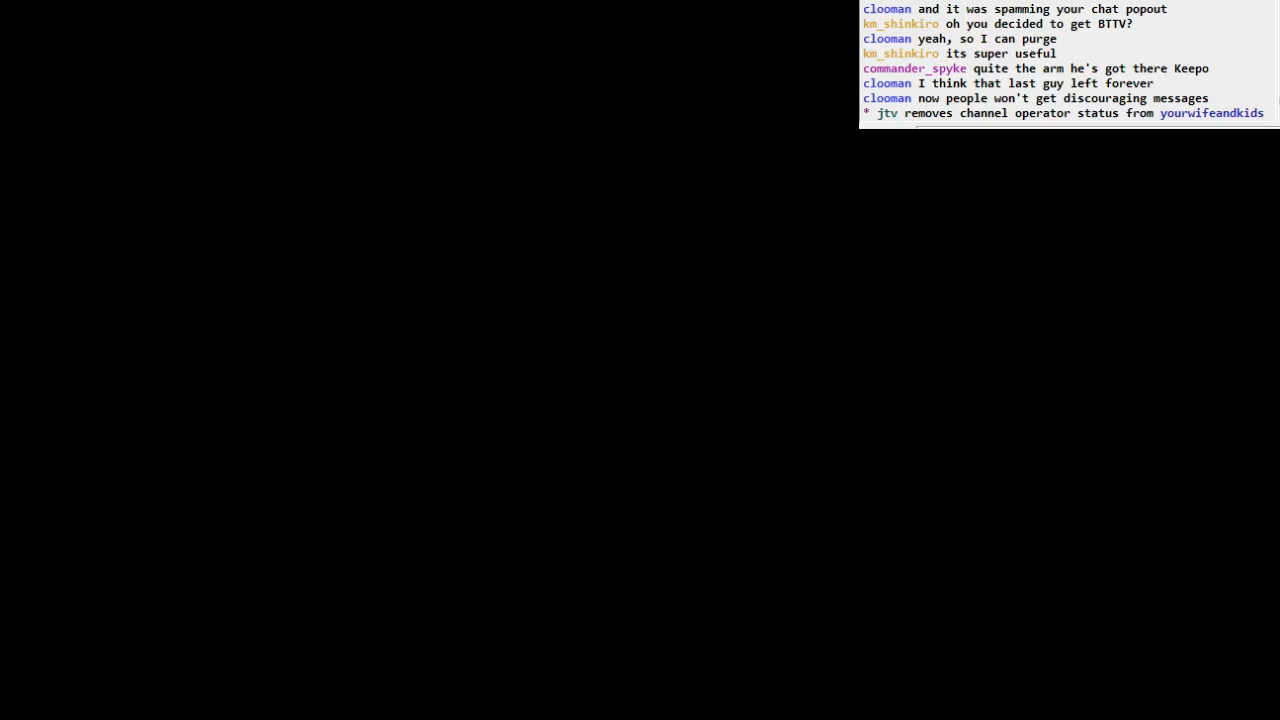 clooman and it was spamming your chat popout
km_shinkiro oh you decided to get BTTV?
clooman yeah, so I can purge
km_shinkiro its super useful
commander_spyke quite the arm he's got there Keepo
clooman I think that last guy left forever
clooman now people won't get discouraging messages
* jtv removes channel operator status from yourwifeandkids